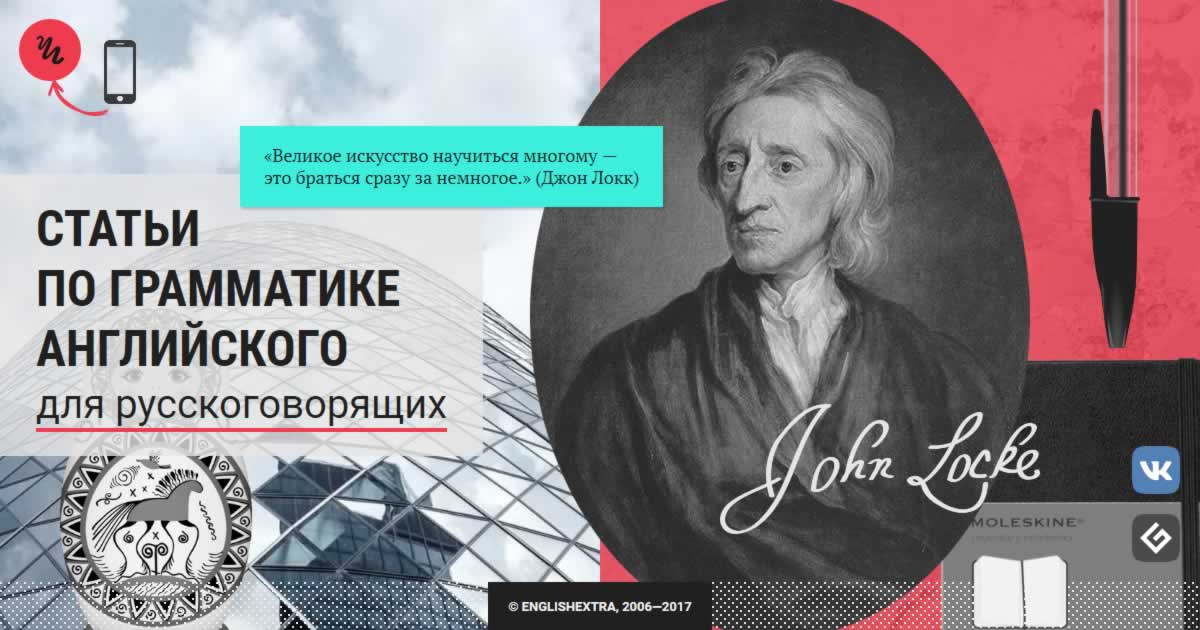 «Великое искусство научиться многому —
это браться сразу за немногое.» (Джон Локк)
СТАТЬИ
ПО ГРАММАТИКЕ
АНГЛИЙСКОГО
для русскоговорящих
John Locke
MOLESKINE®
© ENGLISHEXTRA, 2006—2017